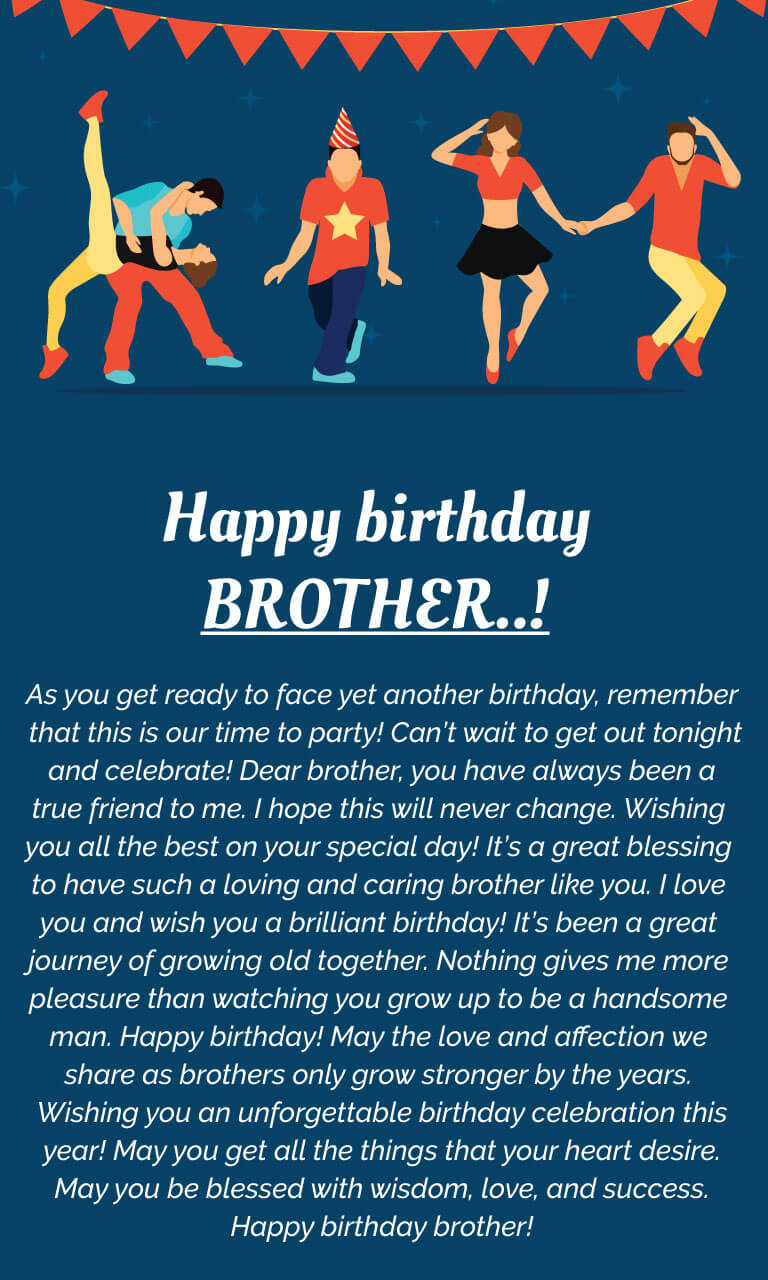 Happy birthday
BROTHER..!
As you get ready to face yet another birthday, remember
that this is our time to party! Can’t wait to get out tonight
and celebrate! Dear brother, you have always been a
true friend to me. I hope this will never change. Wishing
you all the best on your special day! It’s a great blessing
to have such a loving and caring brother like you. I love
you and wish you a brilliant birthday! It’s been a great
journey of growing old together. Nothing gives me more
pleasure than watching you grow up to be a handsome
man. Happy birthday! May the love and affection we
share as brothers only grow stronger by the years.
Wishing you an unforgettable birthday celebration this
year! May you get all the things that your heart desire.
May you be blessed with wisdom, love, and success.
Happy birthday brother!